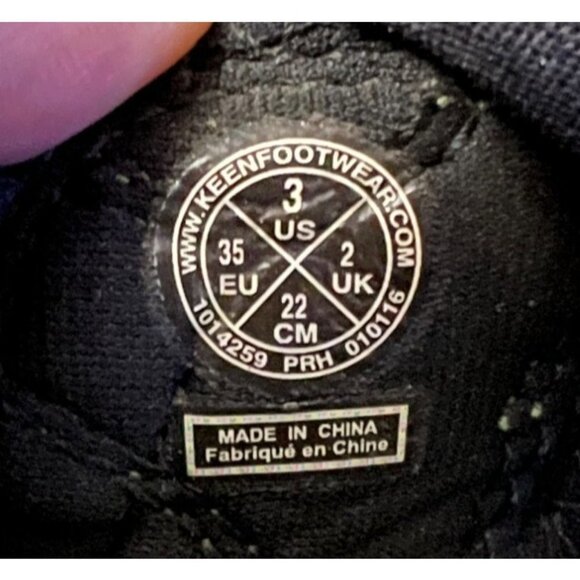 WWW.KEENFOOTWEAR.COM
3
US
35
EU
2
UK
22
CM
1014259 PRH 010116
MADE IN CHINA
Fabriqué en Chine